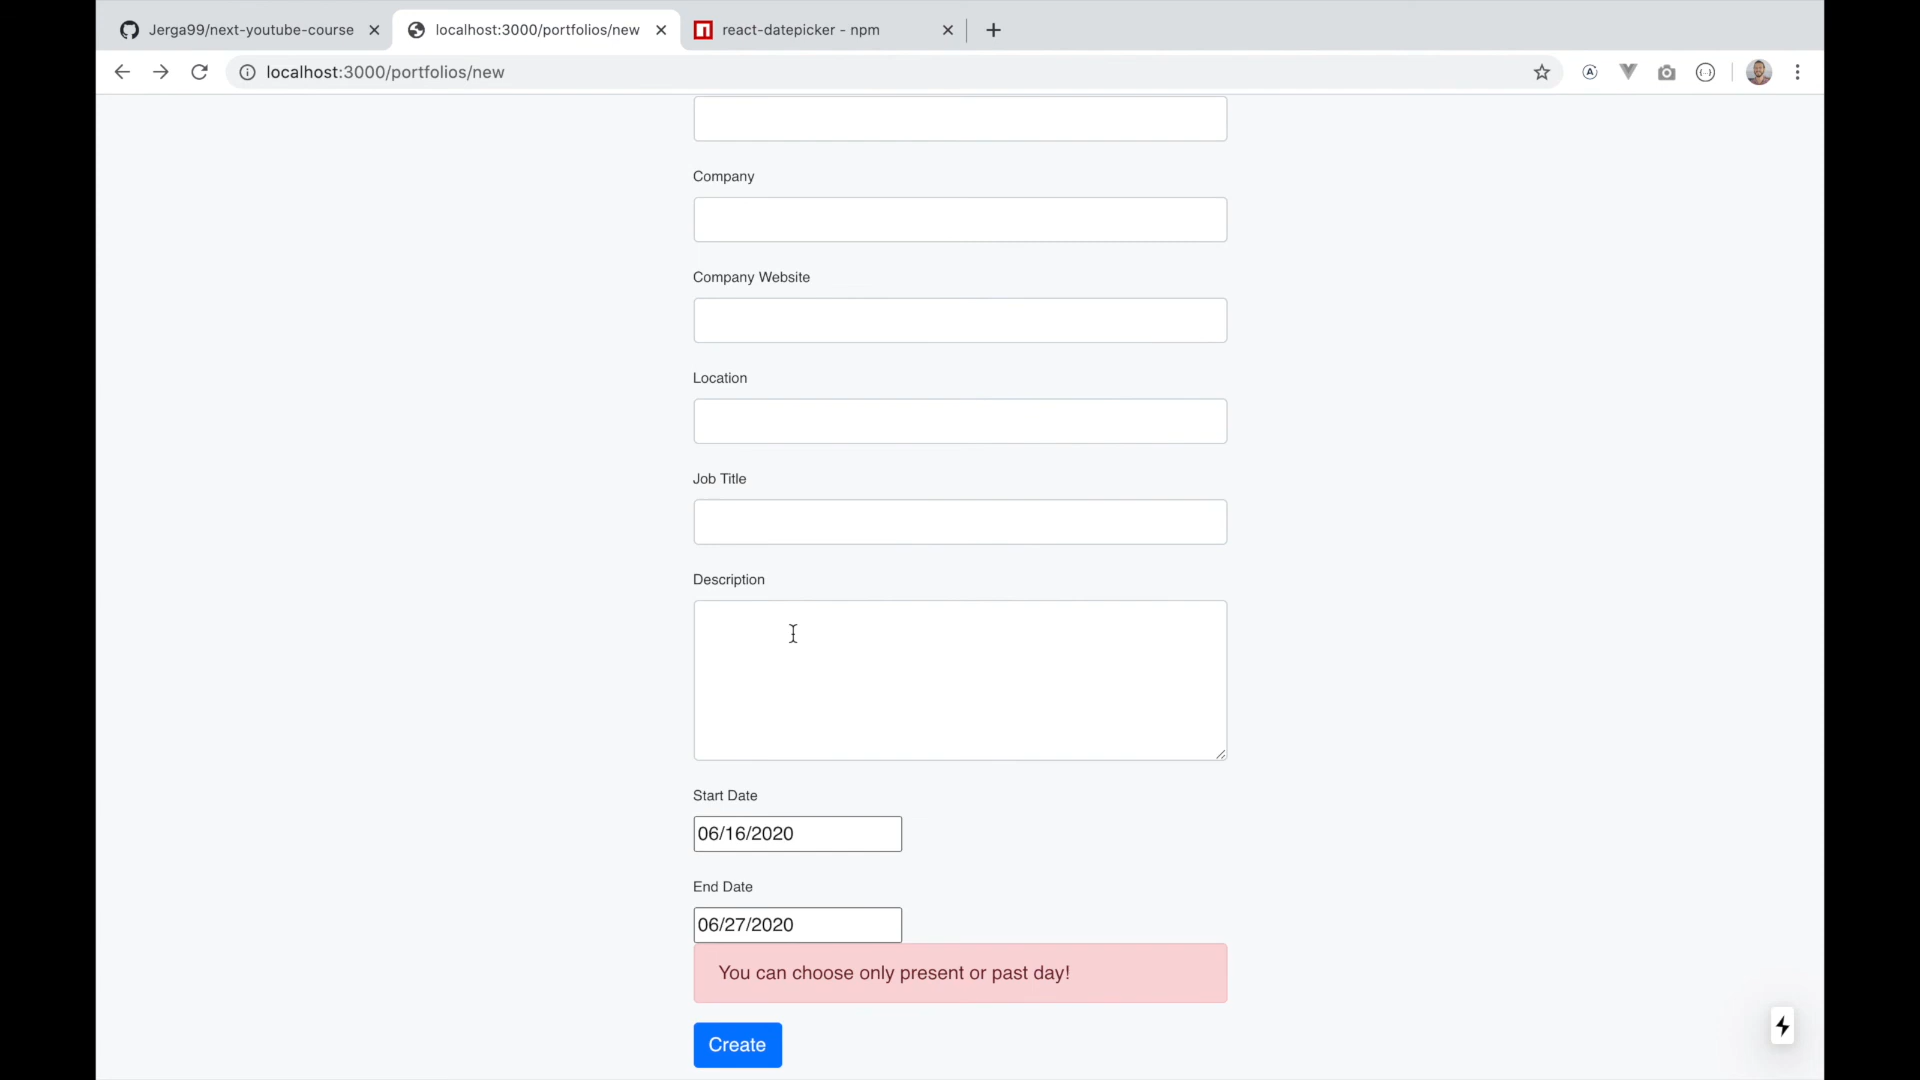 Jerga99/next-youtube-course
localhost:3000/portfolios/new
react-datepicker - npm
localhost:3000/portfolios/new
Company
Company Website
Location
Job Title
Description
Start Date
06/16/2020
End Date
06/27/2020
You can choose only present or past day!
Create